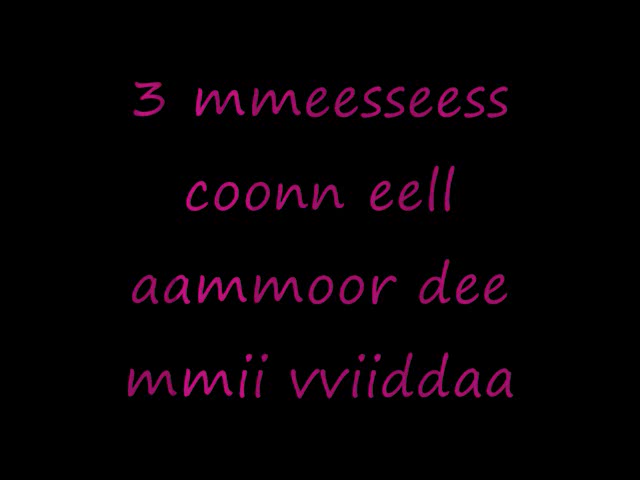 3 mmeesseess
coonn eell
aammoor dee
mmii vviiddaa